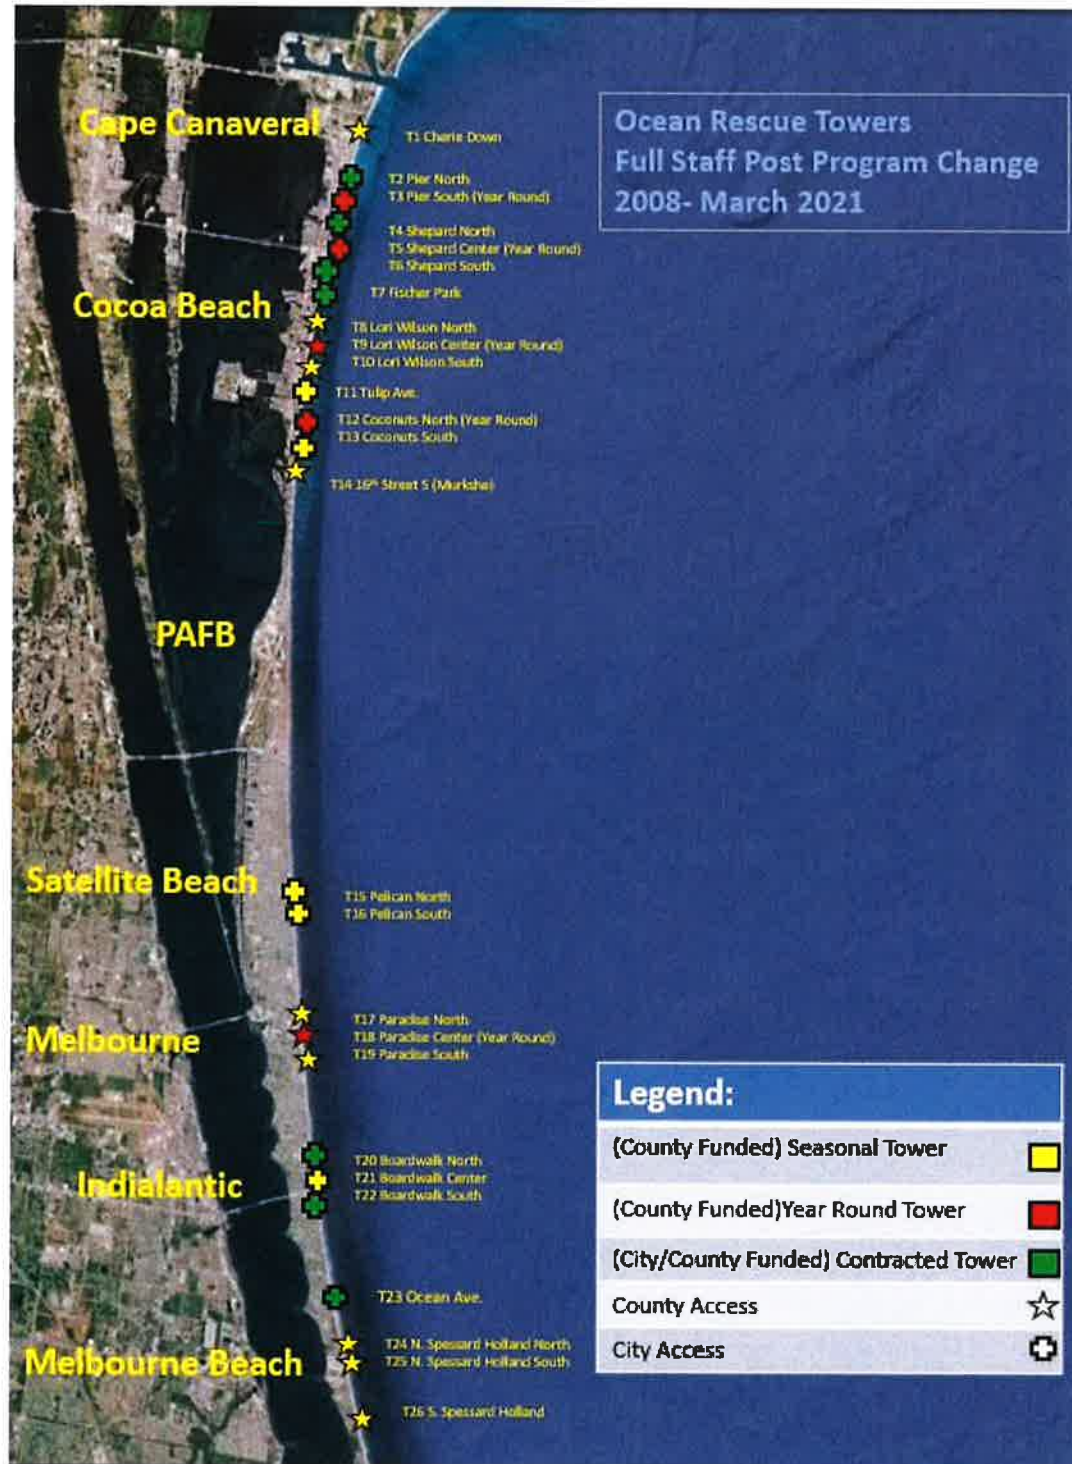 Cape Canaveral
T1 Cherie Down
Ocean Rescue Towers
Full Staff Post Program Change
2008- March 2021
T2 Pier North
T3 Pier South (Year Round)
T4 Shepard North
T5 Shepard Center (Year Round)
T6 Shepard South
T7 Fischer Park
Cocoa Beach
T8 Lori Wilson North
T9 Lori Wilson Center (Year Round)
T10 Lori Wilson South
T11 Tulip Ave.
T12 Coconuts North (Year Round)
T13 Coconuts South
T14 16th Street S (Murkshe)
PAFB
Satellite Beach
T15 Pelican North
T16 Pelican South
Melbourne
T17 Paradise North
T18 Paradise Center (Year Round)
T19 Paradise South
Indialantic
T20 Boardwalk North
T21 Boardwalk Center
T22 Boardwalk South
T23 Ocean Ave.
Melbourne Beach
T24 N. Spessard Holland North
T25 N. Spessard Holland South
T26 S. Spessard Holland
Legend:
(County Funded) Seasonal Tower
(County Funded)Year Round Tower
(City/County Funded) Contracted Tower
County Access
City Access